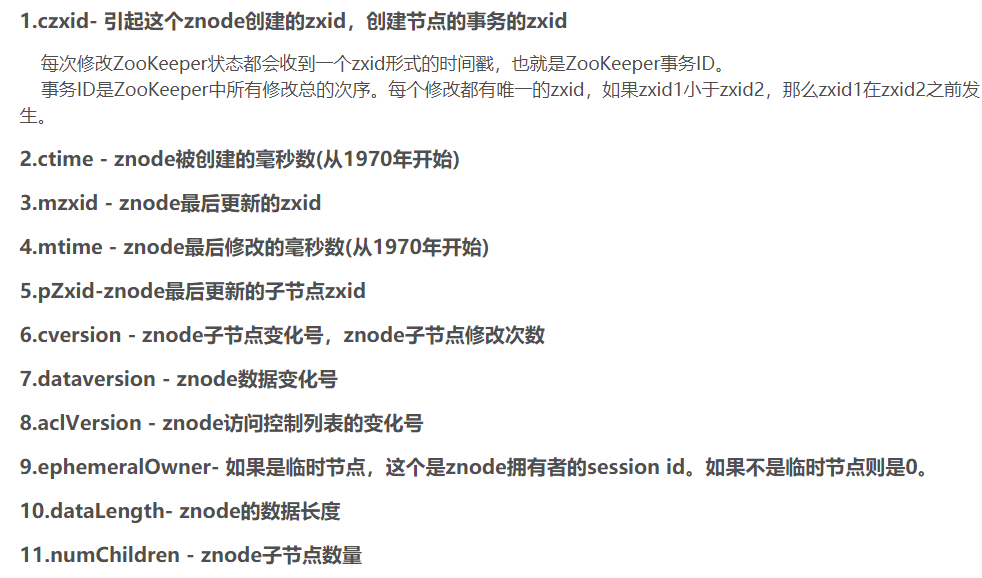 1.czxid- 引起这个znode创建的zxid，创建节点的事务的zxid
每次修改ZooKeeper状态都会收到一个zxid形式的时间戳，也就是ZooKeeper事务ID。
事务ID是ZooKeeper中所有修改总的次序。每个修改都有唯一的zxid，如果zxid1小于zxid2，那么zxid1在zxid2之前发
生。
2.ctime - znode被创建的毫秒数(从1970年开始)
3.mzxid - znode最后更新的zxid
4.mtime - znode最后修改的毫秒数(从1970年开始)
5.pZxid-znode最后更新的子节点zxid
6.cversion - znode子节点变化号，znode子节点修改次数
7.dataversion - znode数据变化号
8.aclVersion - znode访问控制列表的变化号
9.ephemeralOwner- 如果是临时节点，这个是znode拥有者的session id。如果不是临时节点则是0。
10.dataLength- znode的数据长度
11.numChildren - znode子节点数量